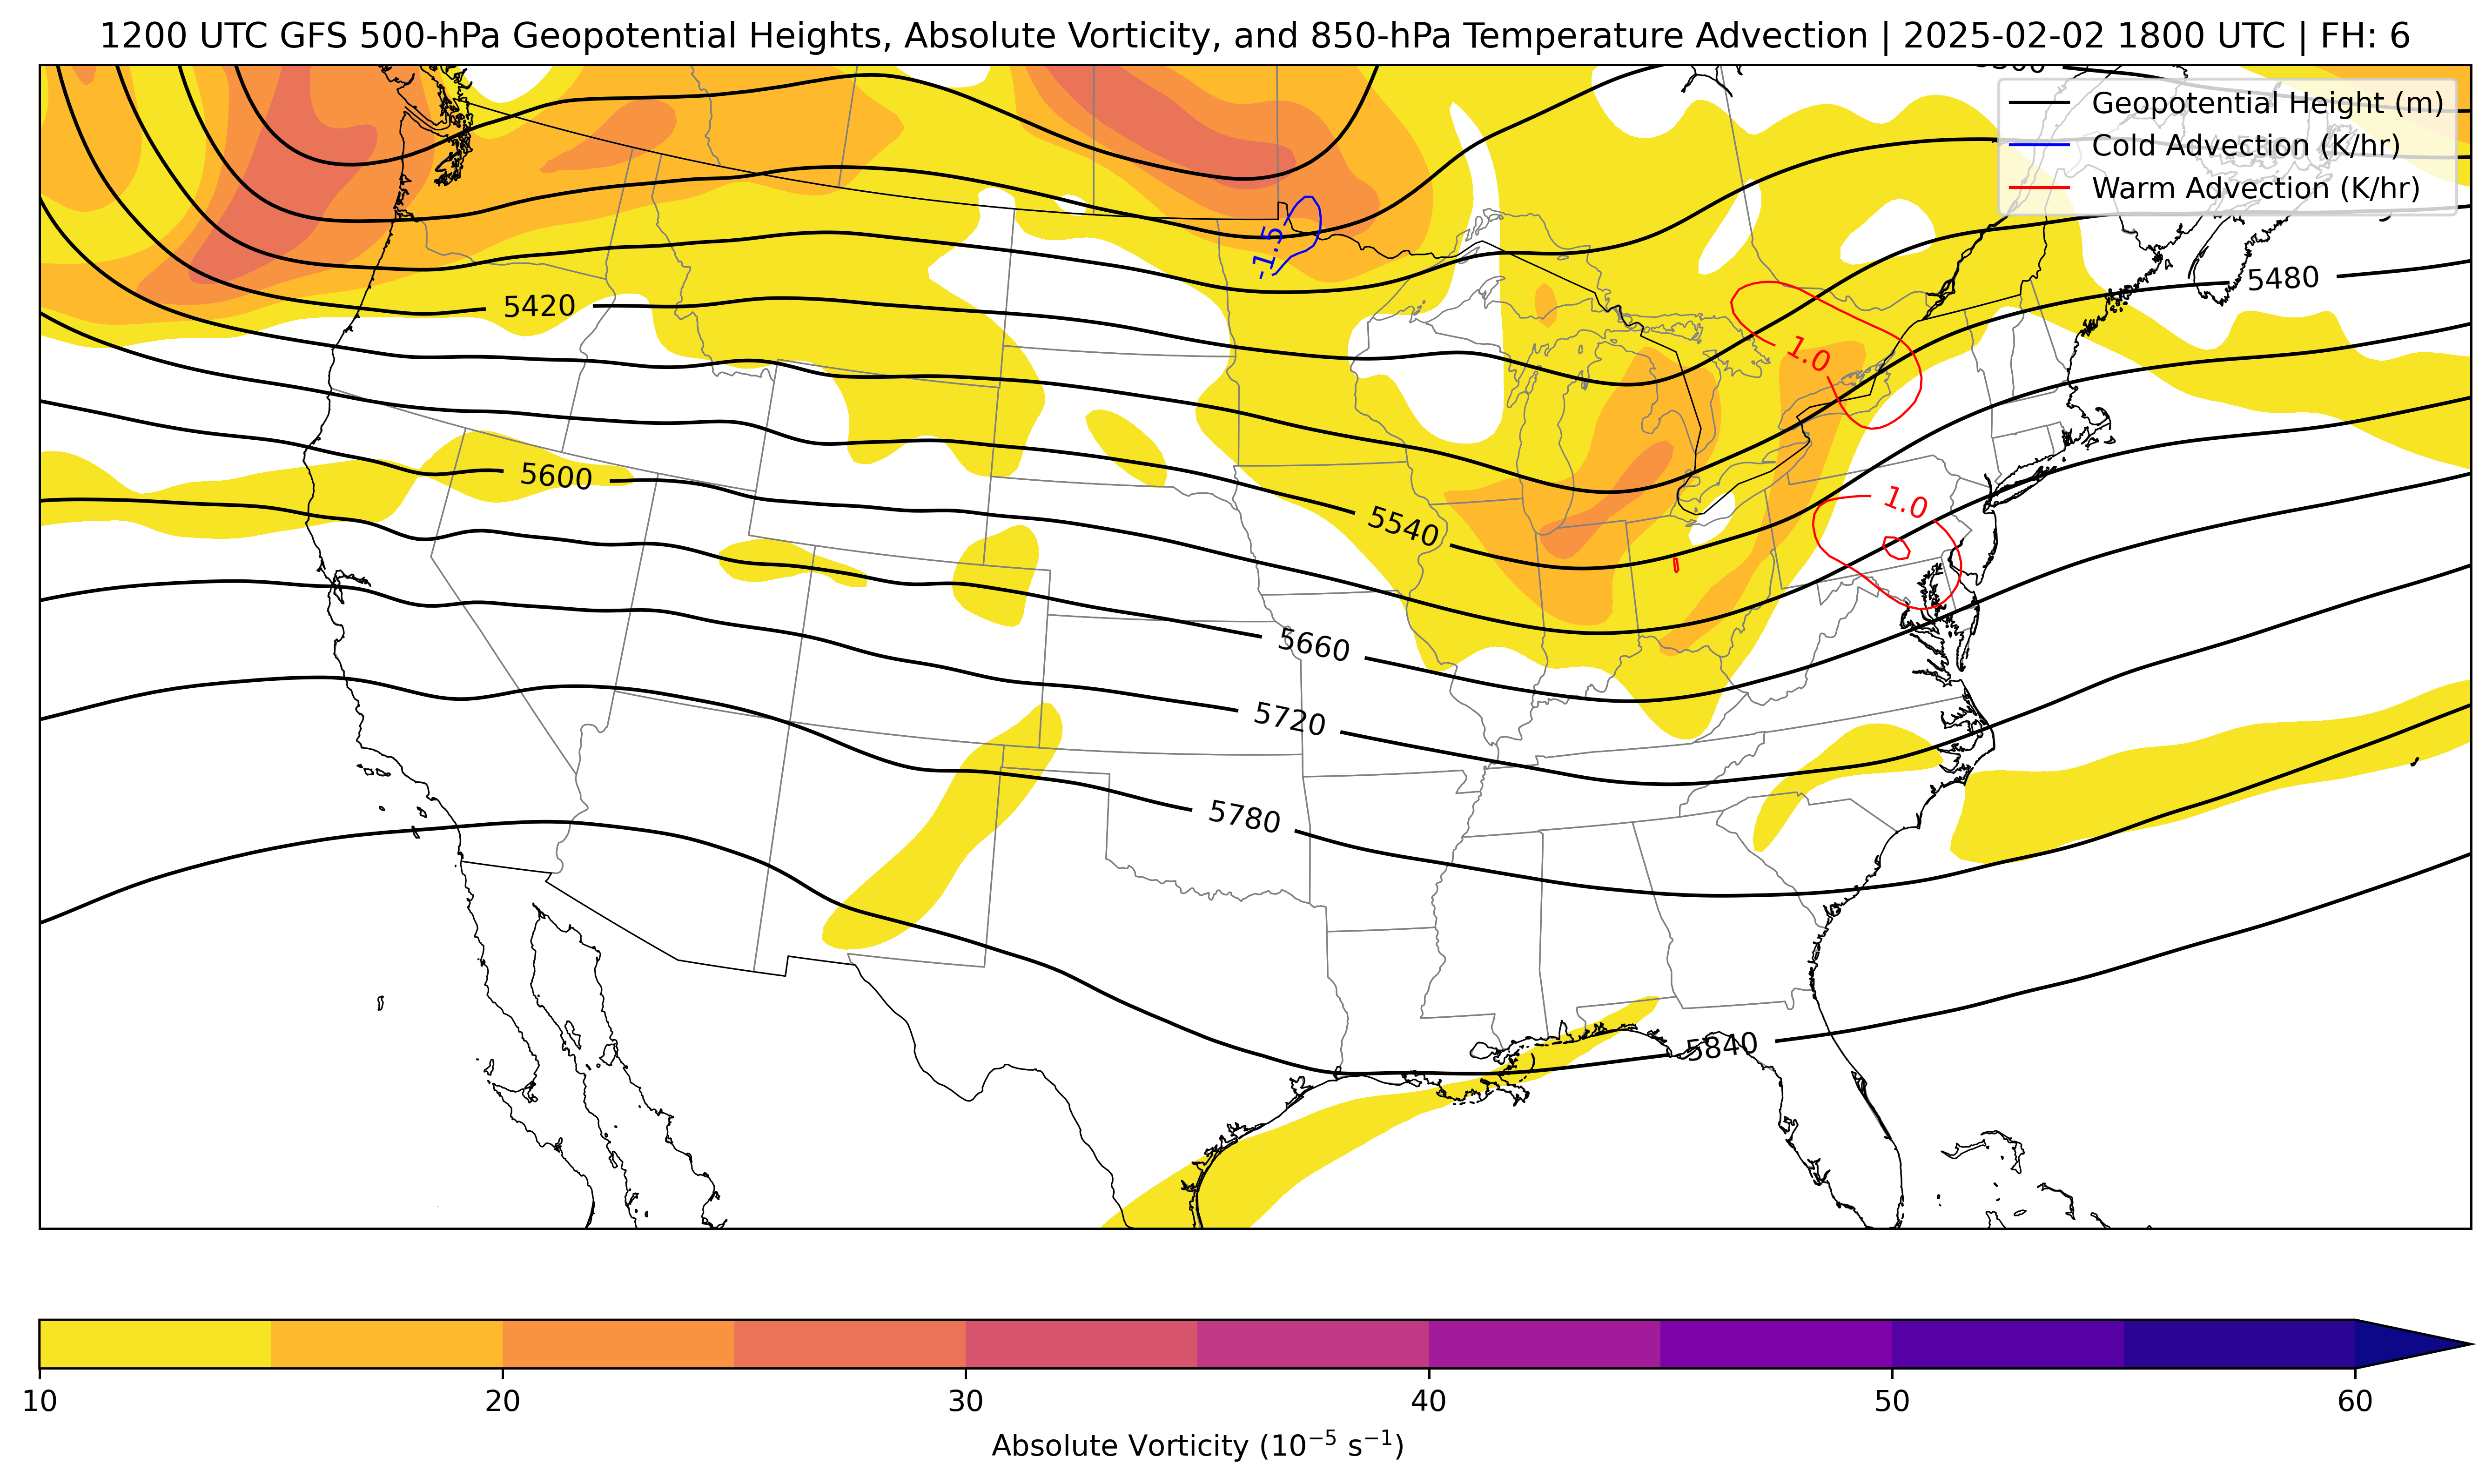 1200 UTC GFS 500-hPa Geopotential Heights, Absolute Vorticity, and 850-hPa Temperature Advection | 2025-02-02 1800 UTC | FH: 6
Geopotential Height (m)
Cold Advection (K/hr)
Warm Advection (K/hr)
-1.5
5480
5420
1.0
5600
1.0
5540
5660
5720
5780
5840
10 20 30 40 50 60
Absolute Vorticity (10⁻⁵ s⁻¹)